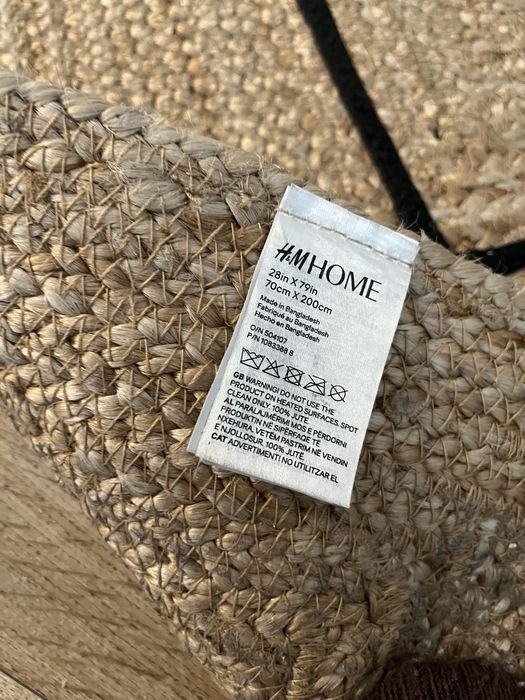 H&M HOME
28in X 79in
70cm X 200cm
Made in Bangladesh
Fabriqué au Bangladesh
Hecho en Bangladesh
O/N 504107
P/N 1083388 8
GB WARNING! DO NOT USE THE
PRODUCT ON HEATED SURFACES, SPOT
CLEAN ONLY. 100% JUTE.
AL PARALAJMËRIM! MOS E PËRDORNI
PRODUKTIN NË SIPËRFAQE TË
NXEHURA. VETËM PASTRIM NË VENDIN
E NJOLLOSUR. 100% JUTË.
CAT ADVERTIMENT! NO UTILITZAR EL